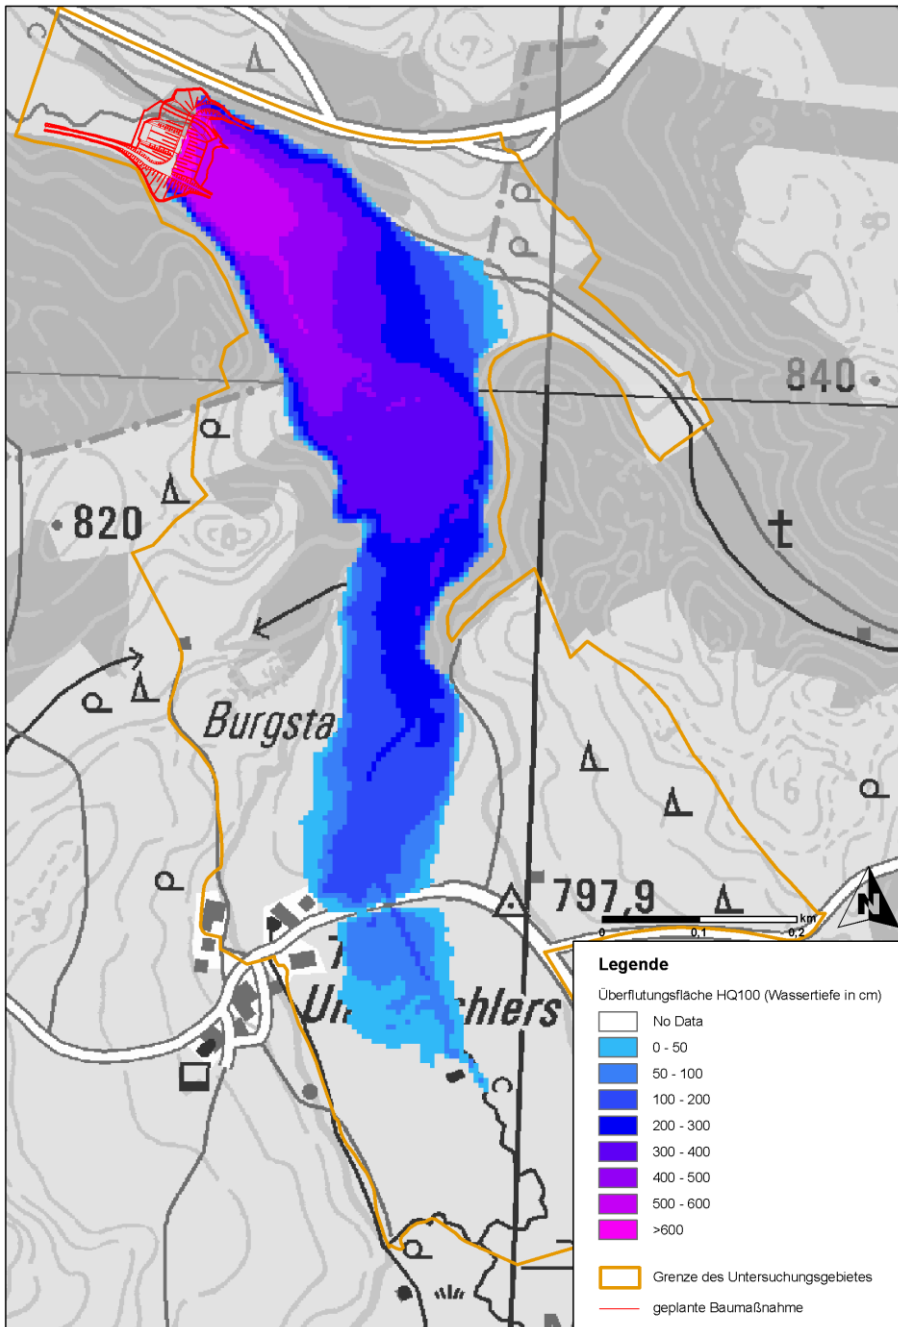 840
820
Burgsta
797,9
km
0 0,1 0,2
N
chlers
Legende
Überflutungsfläche HQ100 (Wassertiefe in cm)
No Data
0 - 50
50 - 100
100 - 200
200 - 300
300 - 400
400 - 500
500 - 600
>600
Grenze des Untersuchungsgebietes
geplante Baumaßnahme